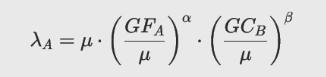 λ_A = μ · (GF_A / μ)^α · (GC_B / μ)^β